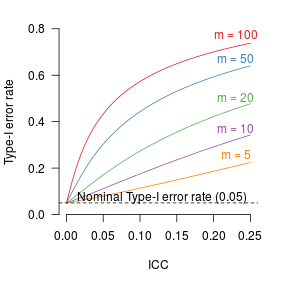 Type-I error rate
0.8
0.6
0.4
0.2
0.0
m = 100
m = 50
m = 20
m = 10
m = 5
Nominal Type-I error rate (0.05)
0.00 0.05 0.10 0.15 0.20 0.25
ICC